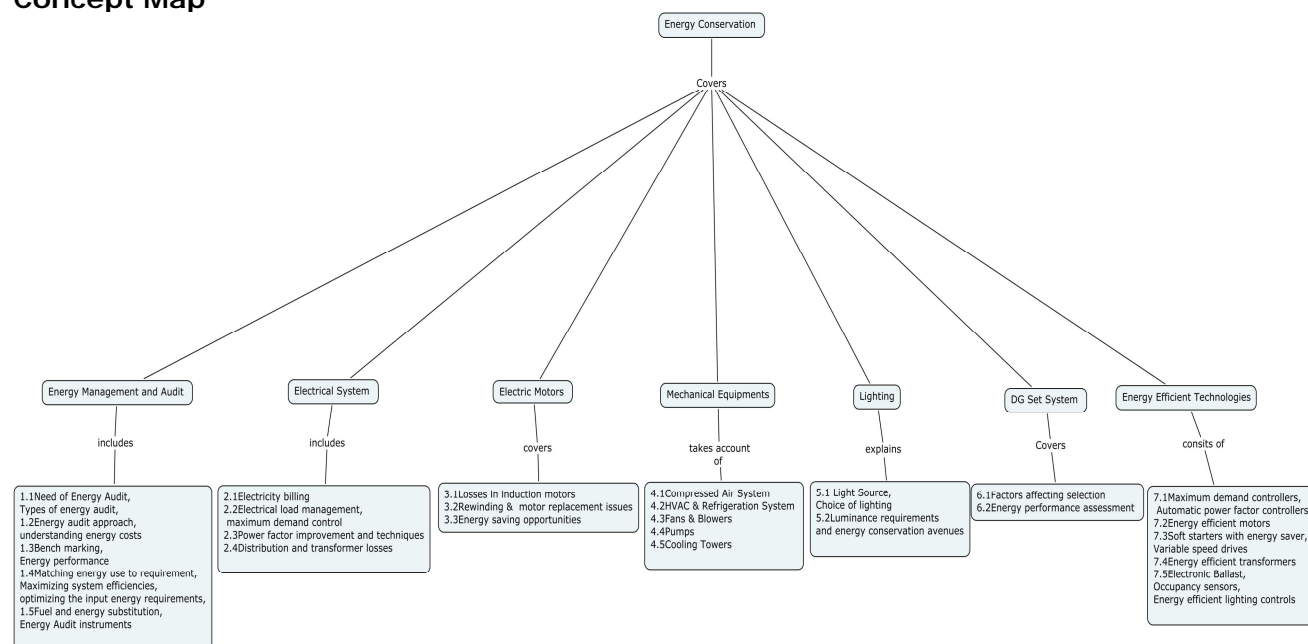 Concept Map
Energy Conservation
Covers
Energy Management and Audit
Electrical System
Electric Motors
Mechanical Equipments
Lighting
DG Set System
Energy Efficient Technologies
includes
includes
covers
takes account
of
explains
Covers
consits of
1.1Need of Energy Audit,
Types of energy audit,
1.2Energy audit approach,
understanding energy costs
1.3Bench marking,
Energy performance
1.4Matching energy use to requirement,
Maximizing system efficiencies,
optimizing the input energy requirements,
1.5Fuel and energy substitution,
Energy Audit instruments
2.1Electricity billing
2.2Electrical load management,
maximum demand control
2.3Power factor improvement and techniques
2.4Distribution and transformer losses
3.1Losses in induction motors
3.2Rewinding & motor replacement issues
3.3Energy saving opportunities
4.1Compressed Air System
4.2HVAC & Refrigeration System
4.3Fans & Blowers
4.4Pumps
4.5Cooling Towers
5.1 Light Source,
Choice of lighting
5.2Luminance requirements
and energy conservation avenues
6.1Factors affecting selection
6.2Energy performance assessment
7.1Maximum demand controllers,
Automatic power factor controllers
7.2Energy efficient motors
7.3Soft starters with energy saver,
Variable speed drives
7.4Energy efficient transformers
7.5Electronic Ballast,
Occupancy sensors,
Energy efficient lighting controls